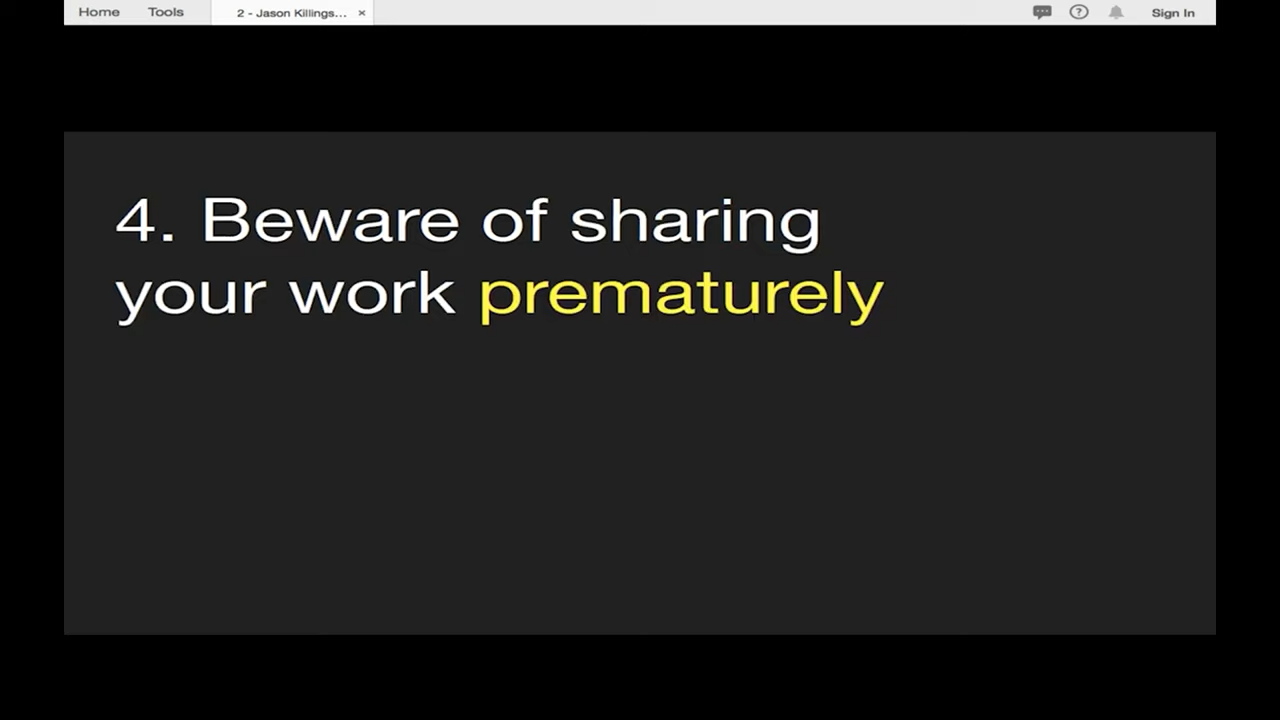 Home Tools 2 - Jason Killings... × ? Sign In
4. Beware of sharing
your work prematurely